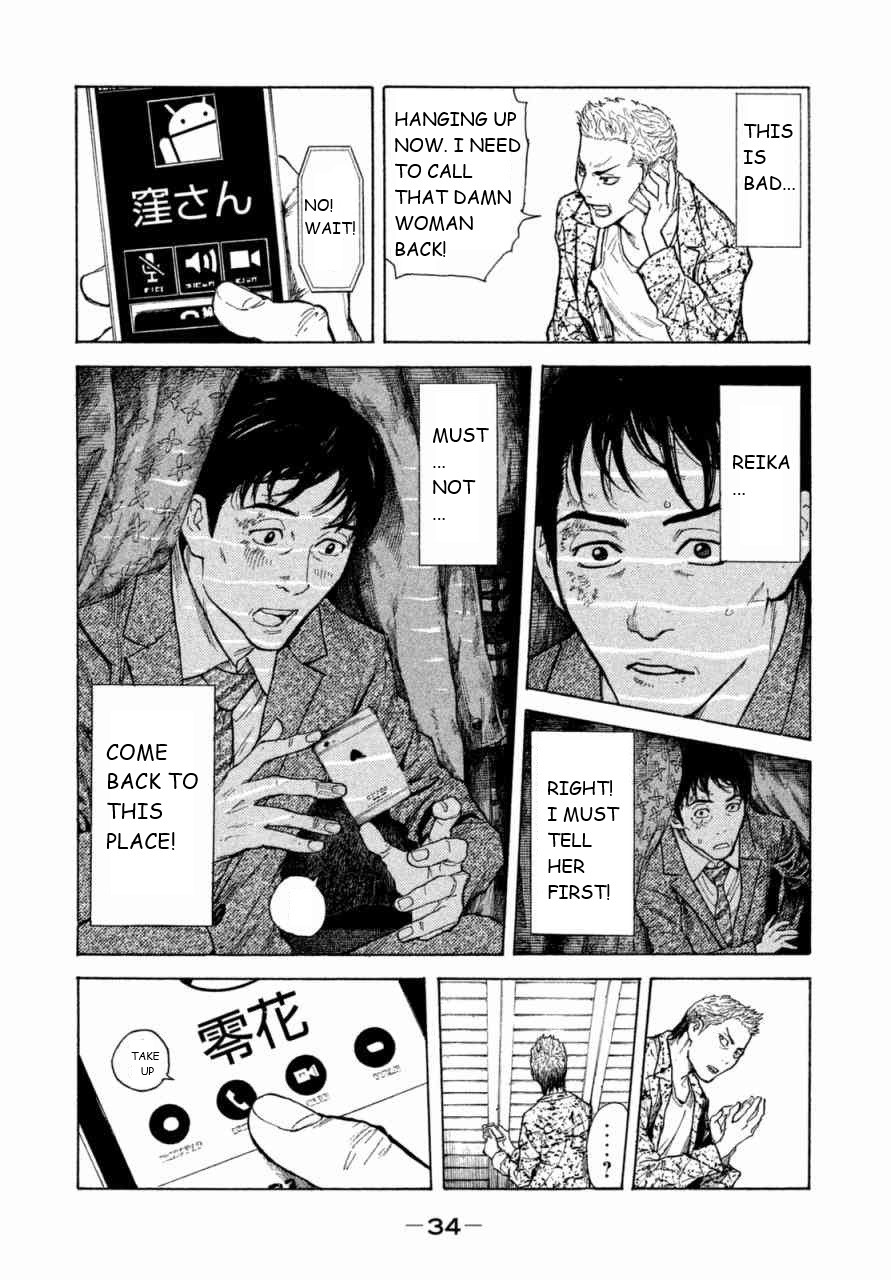 THIS
IS
BAD...
HANGING UP
NOW. I NEED
TO CALL
THAT DAMN
WOMAN
BACK!
NO!
WAIT!
窪さん
REIKA
...
RIGHT!
I MUST
TELL
HER
FIRST!
MUST
...
NOT
...
COME
BACK TO
THIS
PLACE!
....?
零花
TAKE
UP
—34—